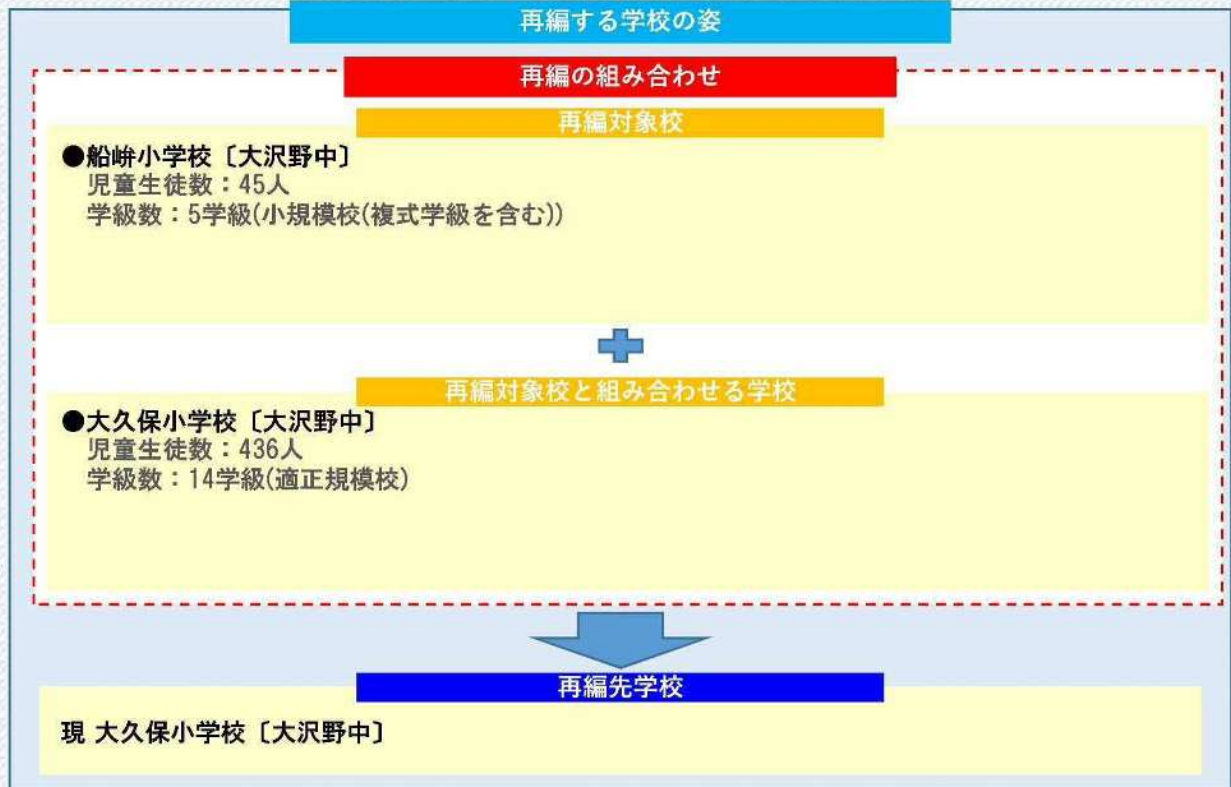 再編する学校の姿
再編の組み合わせ
再編対象校
●船峅小学校〔大沢野中〕
児童生徒数：45人
学級数：5学級(小規模校(複式学級を含む))
再編対象校と組み合わせる学校
●大久保小学校〔大沢野中〕
児童生徒数：436人
学級数：14学級(適正規模校)
再編先学校
現 大久保小学校〔大沢野中〕